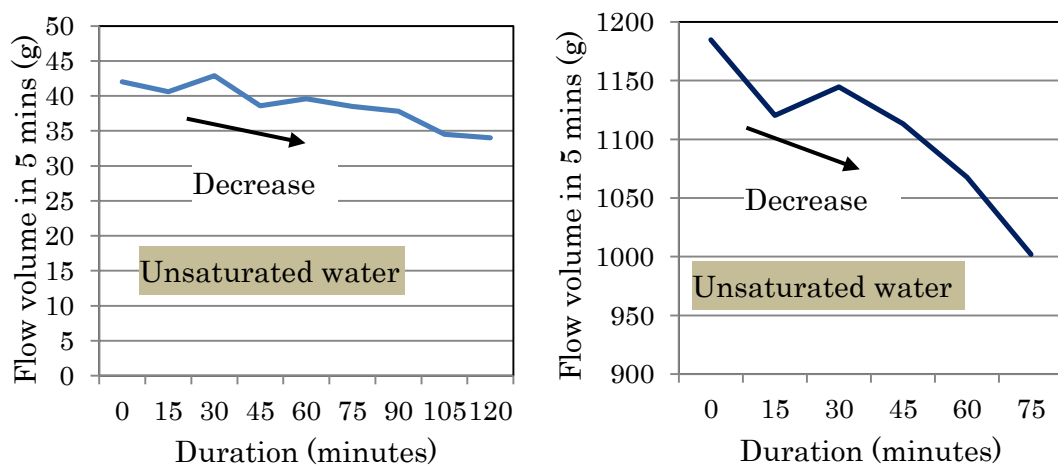 Flow volume in 5 mins (g)
50
45
40
35
30
25
20
15
10
5
0
Decrease
Unsaturated water
0 15 30 45 60 75 90 105 120
Duration (minutes)
Flow volume in 5 mins (g)
1200
1150
1100
1050
1000
950
900
Decrease
Unsaturated water
0 15 30 45 60 75
Duration (minutes)